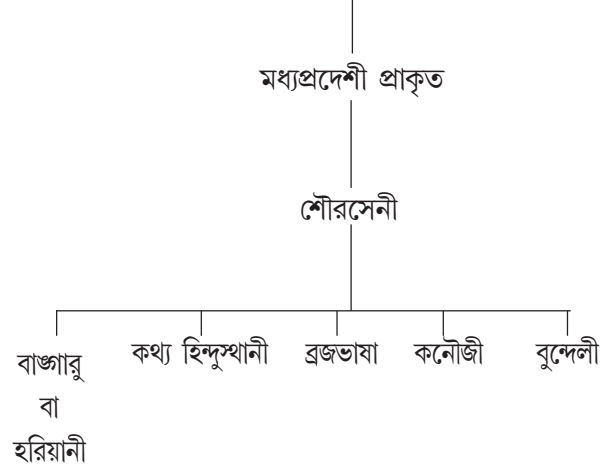 মধ্যপ্রদেশী প্রাকৃত
শৌরসেনী
বাঙ্গারু
বা
হরিয়ানী
কথ্য হিন্দুস্থানী
ব্রজভাষা
কনৌজী
বুন্দেলী